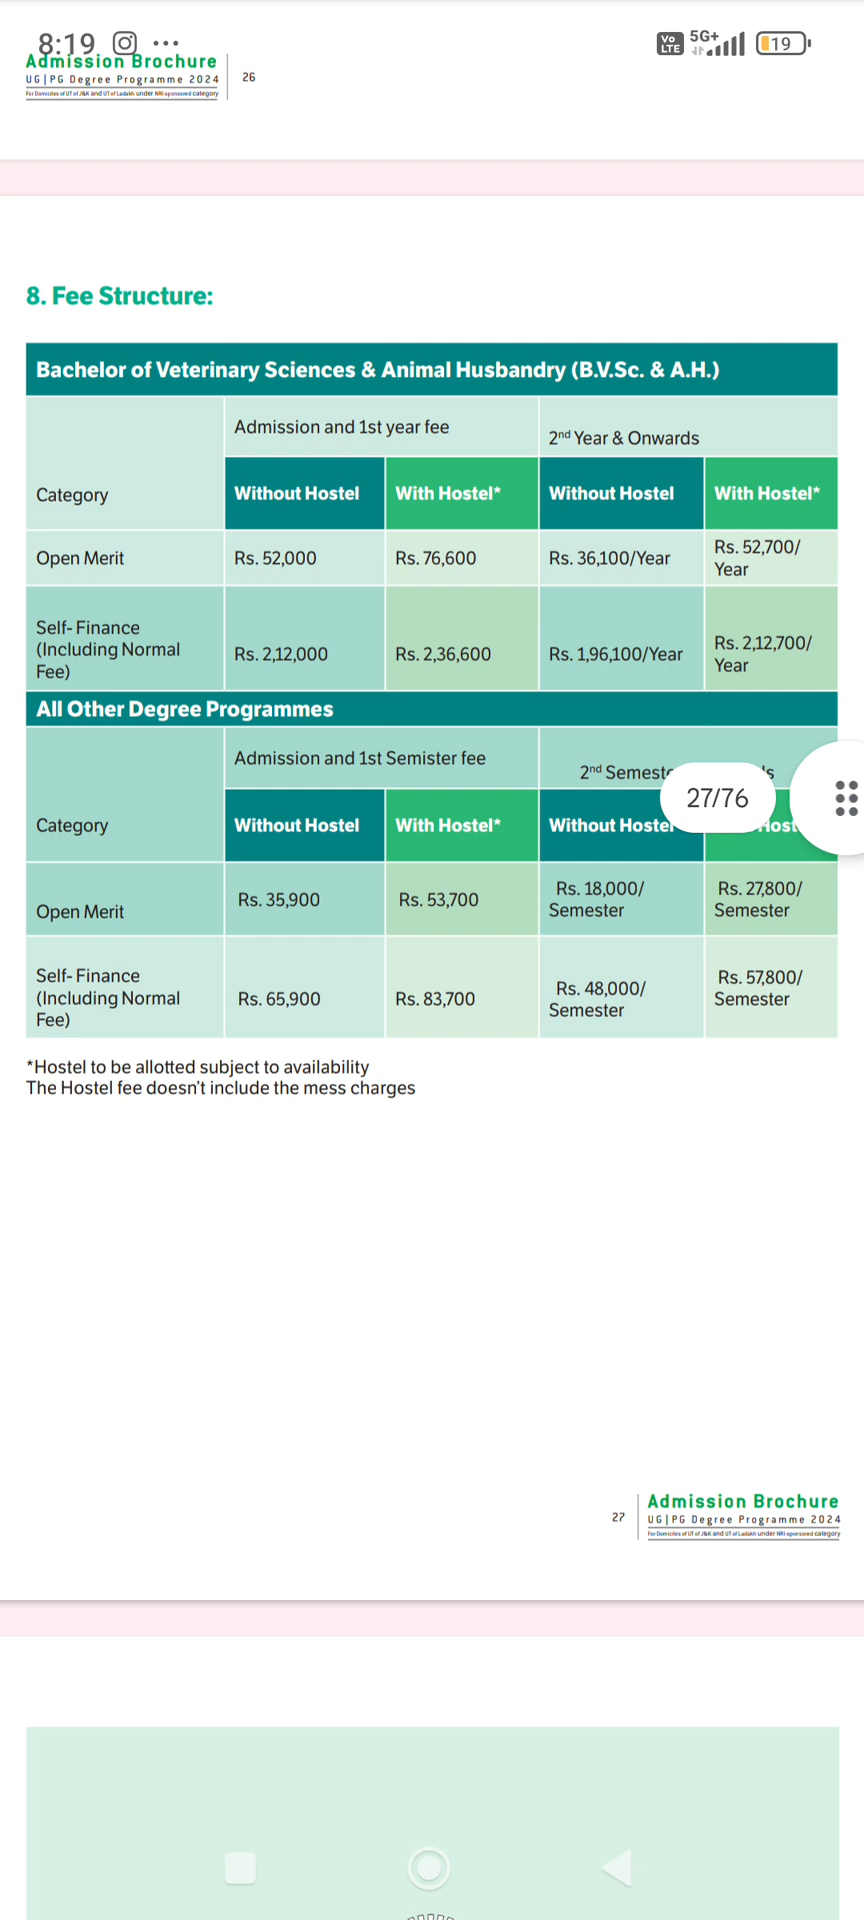 8:19
Vo LTE 5G+ 19
Admission Brochure
UG|PG Degree Programme 2024
For Domiciles of UT of J&K and UT of Ladakh under NRI sponsored category
26
8. Fee Structure:
Bachelor of Veterinary Sciences & Animal Husbandry (B.V.Sc. & A.H.)
Category
Admission and 1st year fee
2nd Year & Onwards
Without Hostel
With Hostel*
Without Hostel
With Hostel*
Open Merit
Rs. 52,000
Rs. 76,600
Rs. 36,100/Year
Rs. 52,700/
Year
Self- Finance
(Including Normal
Fee)
Rs. 2,12,000
Rs. 2,36,600
Rs. 1,96,100/Year
Rs. 2,12,700/
Year
All Other Degree Programmes
Category
Admission and 1st Semister fee
2nd
27/76
Without Hostel
With Hostel*
Without Hostel
Open Merit
Rs. 35,900
Rs. 53,700
Rs. 18,000/
Semester
Rs. 27,800/
Semester
Self- Finance
(Including Normal
Fee)
Rs. 65,900
Rs. 83,700
Rs. 48,000/
Semester
Rs. 57,800/
Semester
*Hostel to be allotted subject to availability
The Hostel fee doesn't include the mess charges
27
Admission Brochure
UG|PG Degree Programme 2024
For Domiciles of UT of J&K and UT of Ladakh under NRI sponsored category